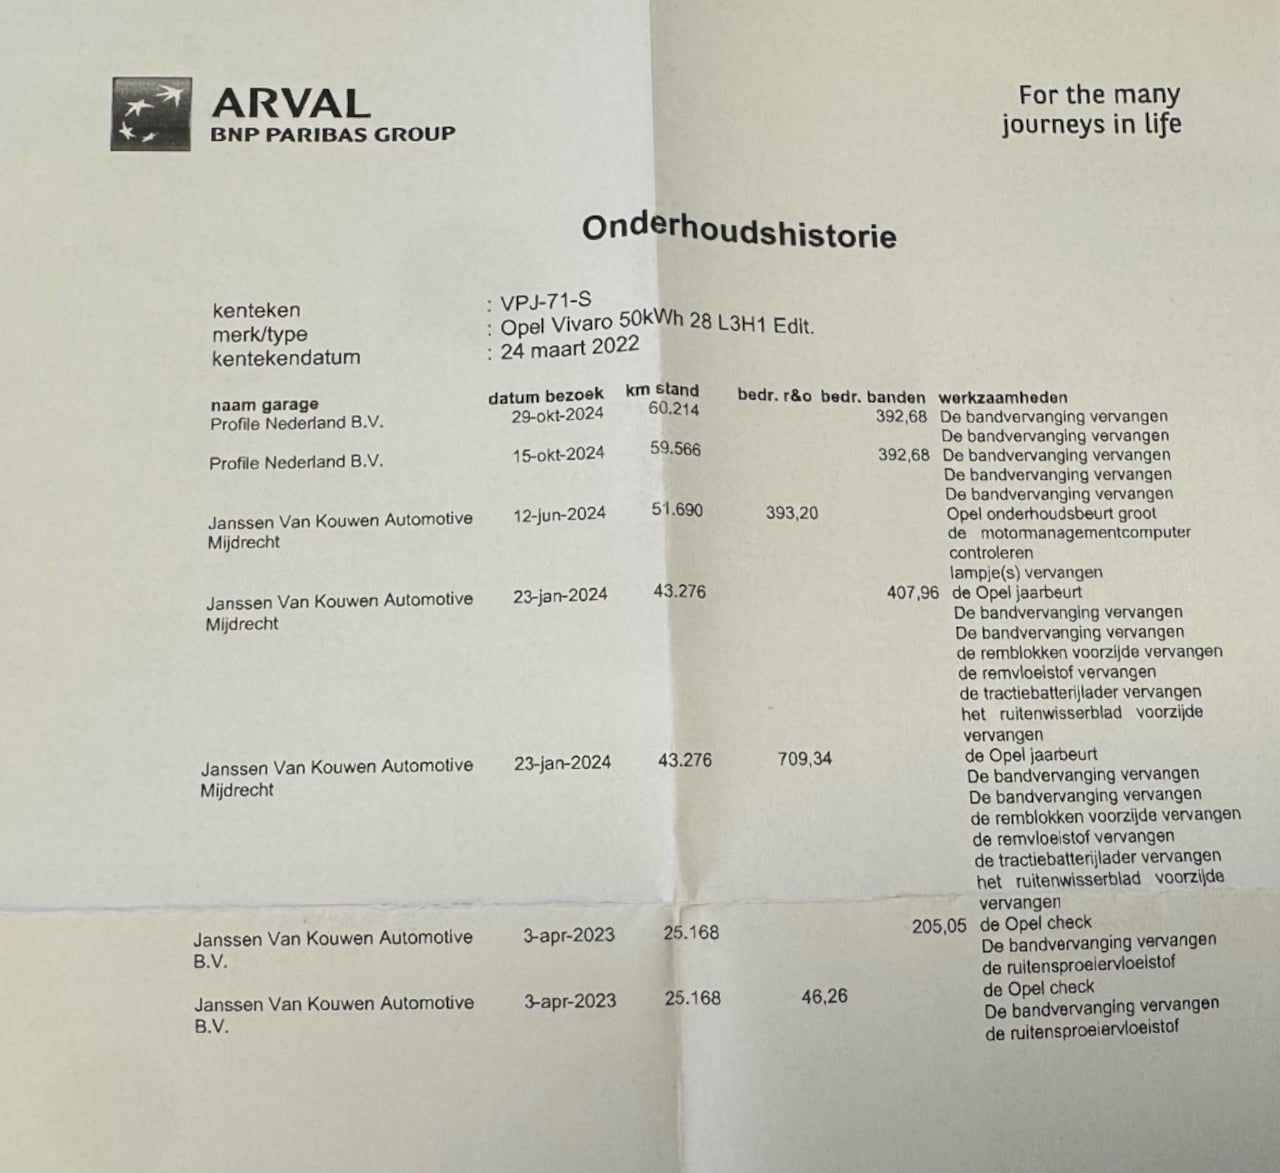 ARVAL
BNP PARIBAS GROUP
For the many
journeys in life
Onderhoudshistorie
kenteken : VPJ-71-S
merk/type : Opel Vivaro 50kWh 28 L3H1 Edit.
kentekendatum : 24 maart 2022
naam garage datum bezoek km stand bedr. r&o bedr. banden werkzaamheden
Profile Nederland B.V. 29-okt-2024 60.214 392,68 De bandvervanging vervangen
De bandvervanging vervangen
Profile Nederland B.V. 15-okt-2024 59.566 392,68 De bandvervanging vervangen
De bandvervanging vervangen
De bandvervanging vervangen
Janssen Van Kouwen Automotive 12-jun-2024 51.690 393,20 Opel onderhoudsbeurt groot
Mijdrecht de motormanagementcomputer
controleren
lampje(s) vervangen
Janssen Van Kouwen Automotive 23-jan-2024 43.276 407,96 de Opel jaarbeurt
Mijdrecht De bandvervanging vervangen
De bandvervanging vervangen
de remblokken voorzijde vervangen
de remvloeistof vervangen
de tractiebatterijlader vervangen
het ruitenwisserblad voorzijde
vervangen
Janssen Van Kouwen Automotive 23-jan-2024 43.276 709,34 de Opel jaarbeurt
Mijdrecht De bandvervanging vervangen
De bandvervanging vervangen
de remblokken voorzijde vervangen
de remvloeistof vervangen
de tractiebatterijlader vervangen
het ruitenwisserblad voorzijde
vervangen
Janssen Van Kouwen Automotive 3-apr-2023 25.168 205,05 de Opel check
B.V. De bandvervanging vervangen
de ruitensproeiervloeistof
Janssen Van Kouwen Automotive 3-apr-2023 25.168 46,26 de Opel check
B.V. De bandvervanging vervangen
de ruitensproeiervloeistof